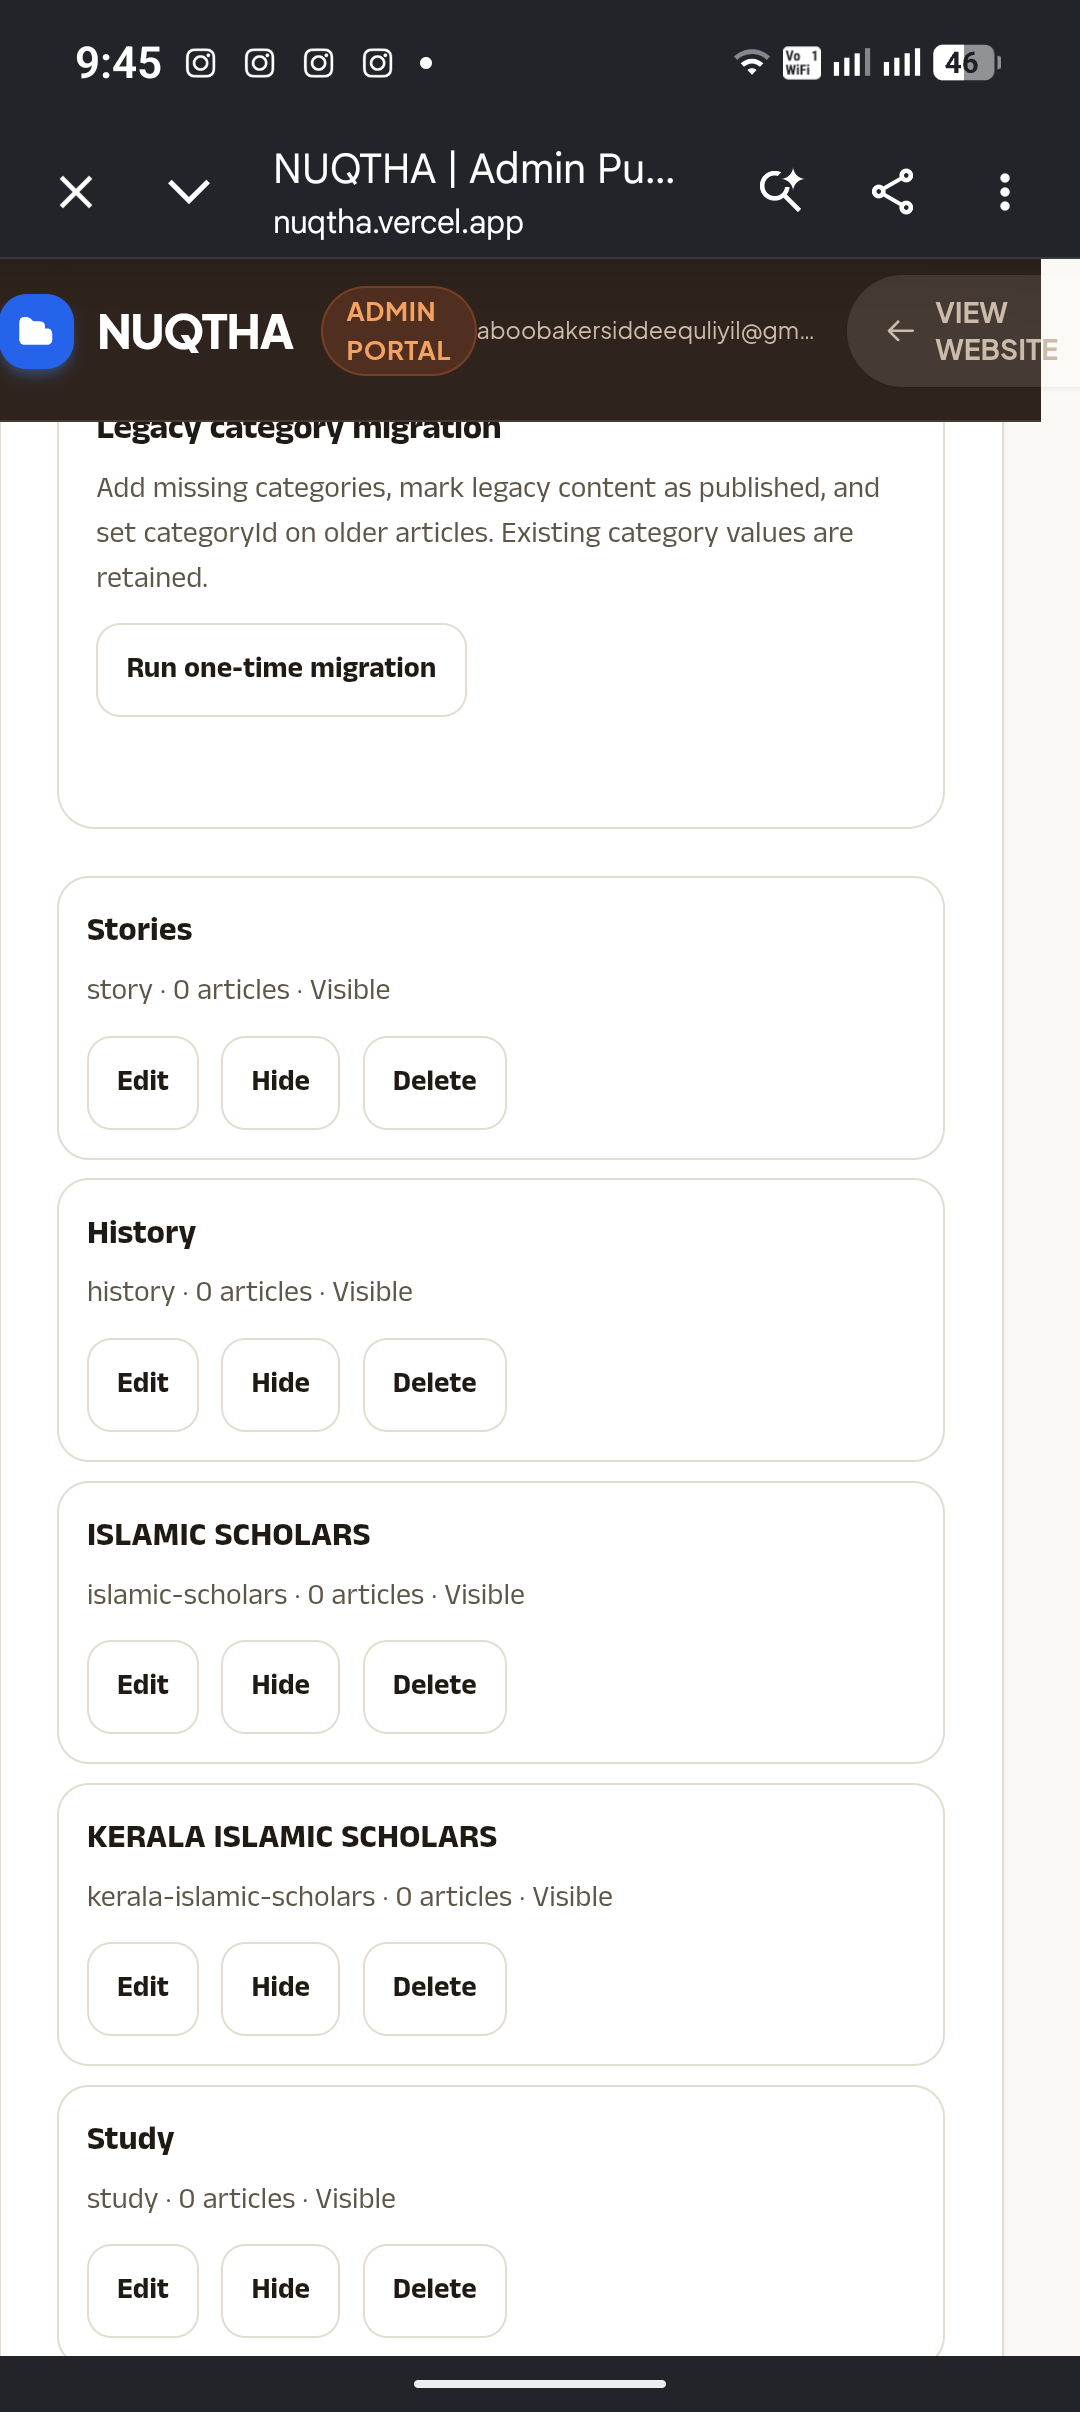 9:45
Vo 1
WiFi
46
NUQTHA | Admin Pu...
nuqtha.vercel.app
NUQTHA
ADMIN
PORTAL
aboobakersiddeequliyil@gm...
VIEW
WEBSITE
Legacy category migration
Add missing categories, mark legacy content as published, and
set categoryId on older articles. Existing category values are
retained.
Run one-time migration
Stories
story · 0 articles · Visible
Edit Hide Delete
History
history · 0 articles · Visible
Edit Hide Delete
ISLAMIC SCHOLARS
islamic-scholars · 0 articles · Visible
Edit Hide Delete
KERALA ISLAMIC SCHOLARS
kerala-islamic-scholars · 0 articles · Visible
Edit Hide Delete
Study
study · 0 articles · Visible
Edit Hide Delete